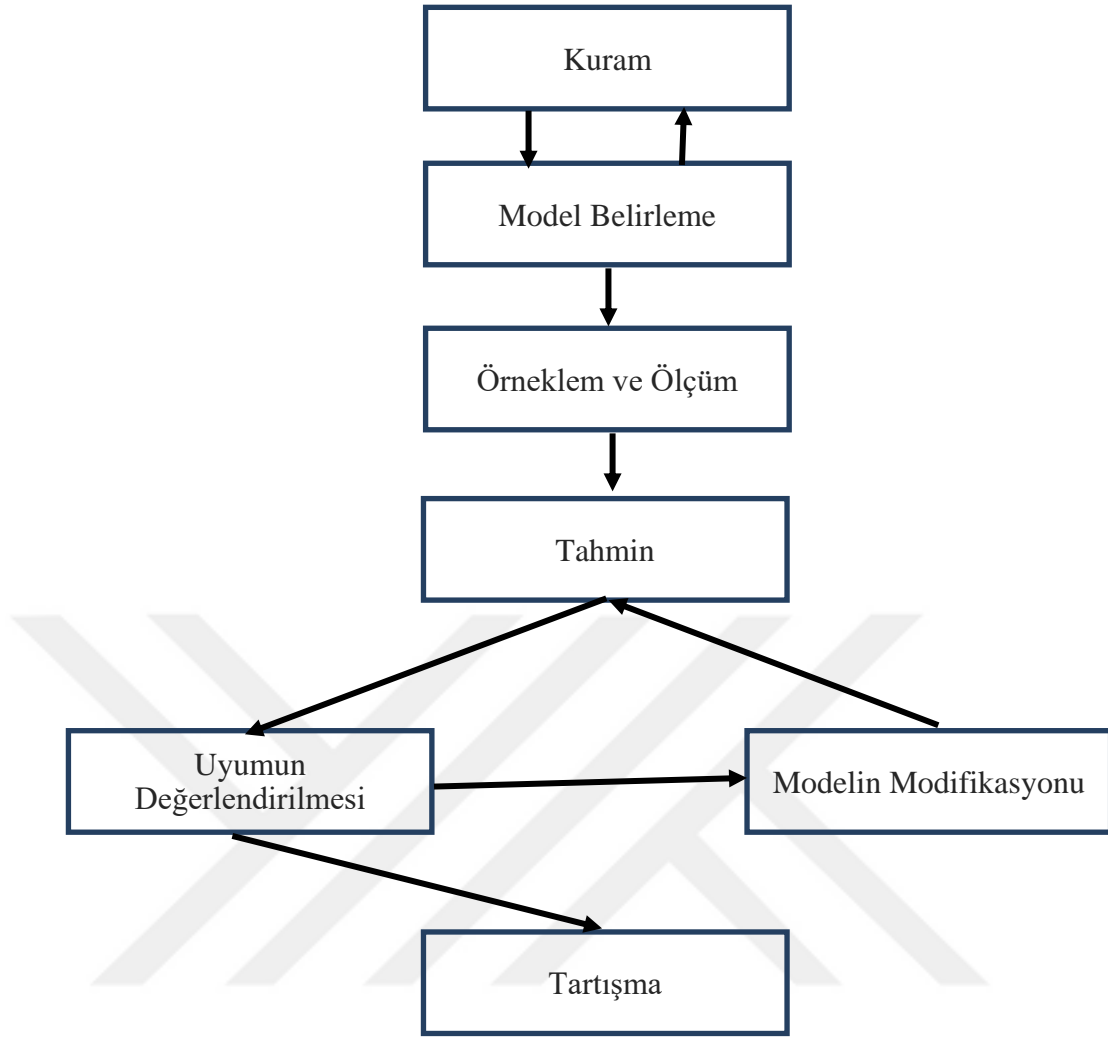 Kuram
Model Belirleme
Örneklem ve Ölçüm
Tahmin
Uyumun
Değerlendirilmesi
Modelin Modifikasyonu
Tartışma